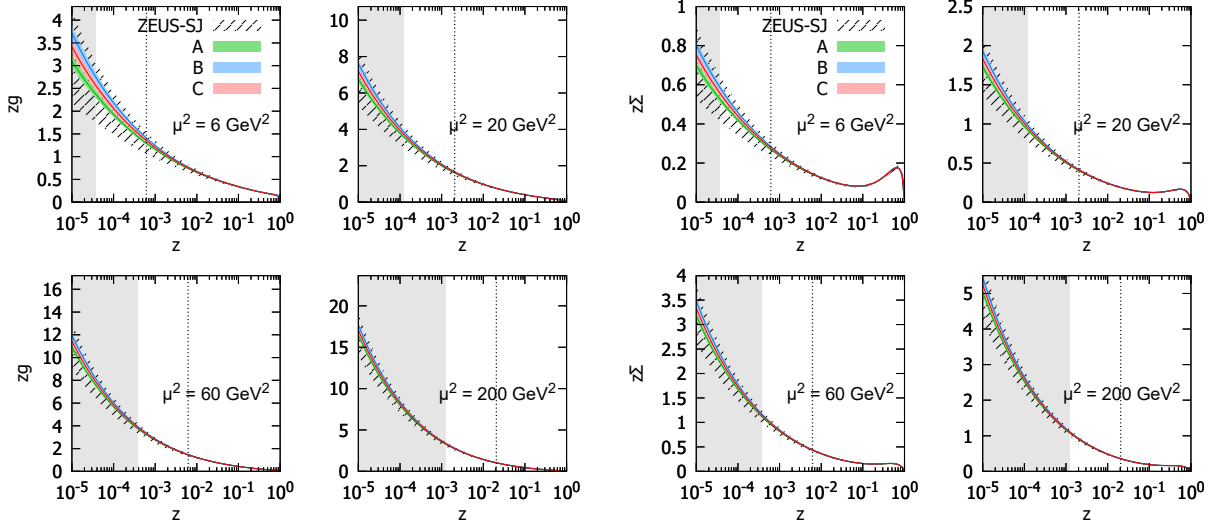 zg
4
3.5
3
2.5
2
1.5
1
0.5
0
ZEUS-SJ
A
B
C
μ² = 6 GeV²
10⁻⁵ 10⁻⁴ 10⁻³ 10⁻² 10⁻¹ 10⁰
z
10
8
6
4
2
0
μ² = 20 GeV²
10⁻⁵ 10⁻⁴ 10⁻³ 10⁻² 10⁻¹ 10⁰
z
zΣ
1
0.8
0.6
0.4
0.2
0
ZEUS-SJ
A
B
C
μ² = 6 GeV²
10⁻⁵ 10⁻⁴ 10⁻³ 10⁻² 10⁻¹ 10⁰
z
2.5
2
1.5
1
0.5
0
μ² = 20 GeV²
10⁻⁵ 10⁻⁴ 10⁻³ 10⁻² 10⁻¹ 10⁰
z
zg
16
14
12
10
8
6
4
2
0
μ² = 60 GeV²
10⁻⁵ 10⁻⁴ 10⁻³ 10⁻² 10⁻¹ 10⁰
z
20
15
10
5
0
μ² = 200 GeV²
10⁻⁵ 10⁻⁴ 10⁻³ 10⁻² 10⁻¹ 10⁰
z
zΣ
4
3.5
3
2.5
2
1.5
1
0.5
0
μ² = 60 GeV²
10⁻⁵ 10⁻⁴ 10⁻³ 10⁻² 10⁻¹ 10⁰
z
5
4
3
2
1
0
μ² = 200 GeV²
10⁻⁵ 10⁻⁴ 10⁻³ 10⁻² 10⁻¹ 10⁰
z